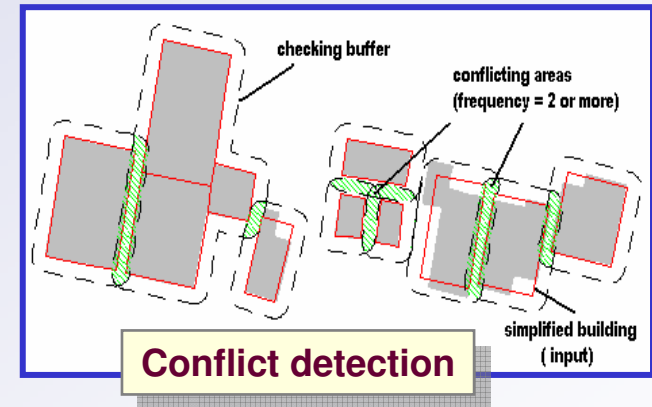 checking buffer
conflicting areas
(frequency = 2 or more)
simplified building
( input)
Conflict detection